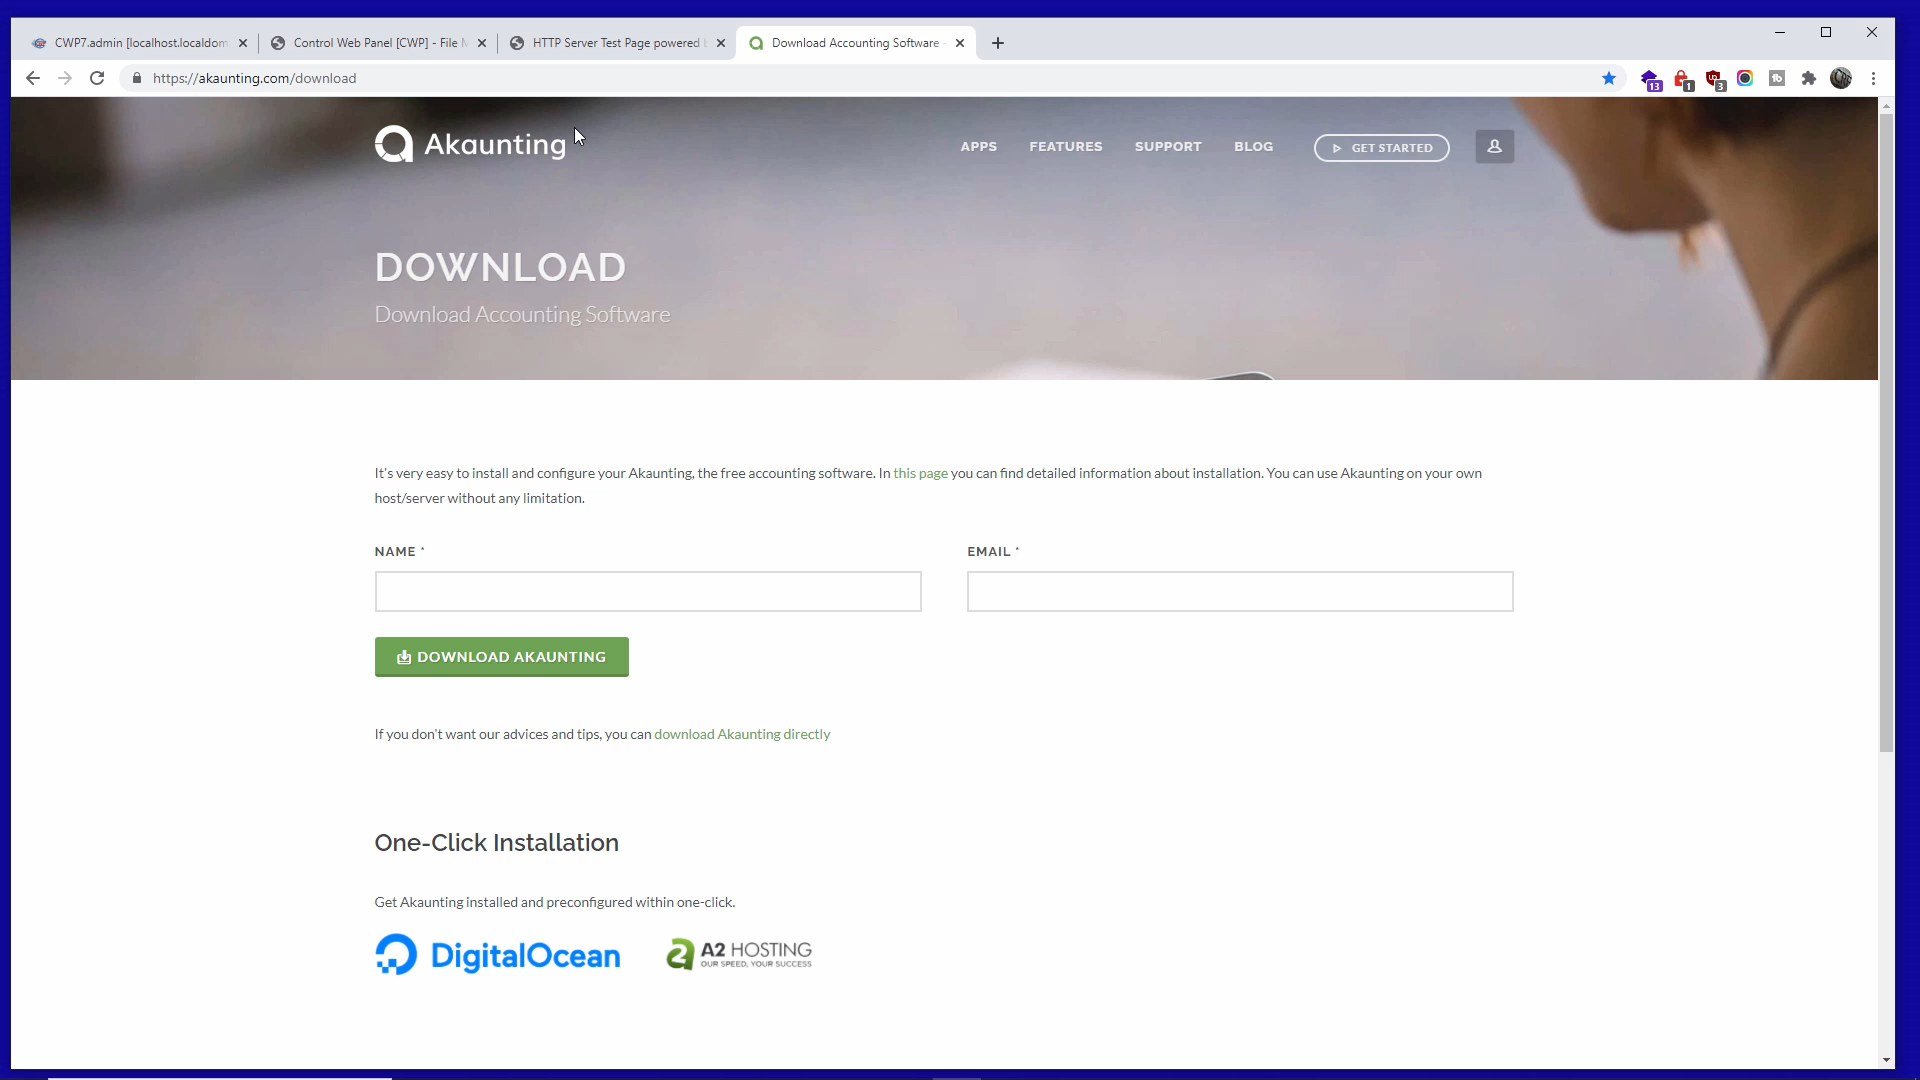 CWP7.admin [localhost.localdom
Control Web Panel [CWP] - File M
HTTP Server Test Page powered b
Download Accounting Software -
https://akaunting.com/download
13
1
3
Akaunting
APPS
FEATURES
SUPPORT
BLOG
GET STARTED
DOWNLOAD
Download Accounting Software
It's very easy to install and configure your Akaunting, the free accounting software. In this page you can find detailed information about installation. You can use Akaunting on your own
host/server without any limitation.
NAME *
EMAIL *
DOWNLOAD AKAUNTING
If you don't want our advices and tips, you can download Akaunting directly
One-Click Installation
Get Akaunting installed and preconfigured within one-click.
DigitalOcean
A2 HOSTING
OUR SPEED, YOUR SUCCESS